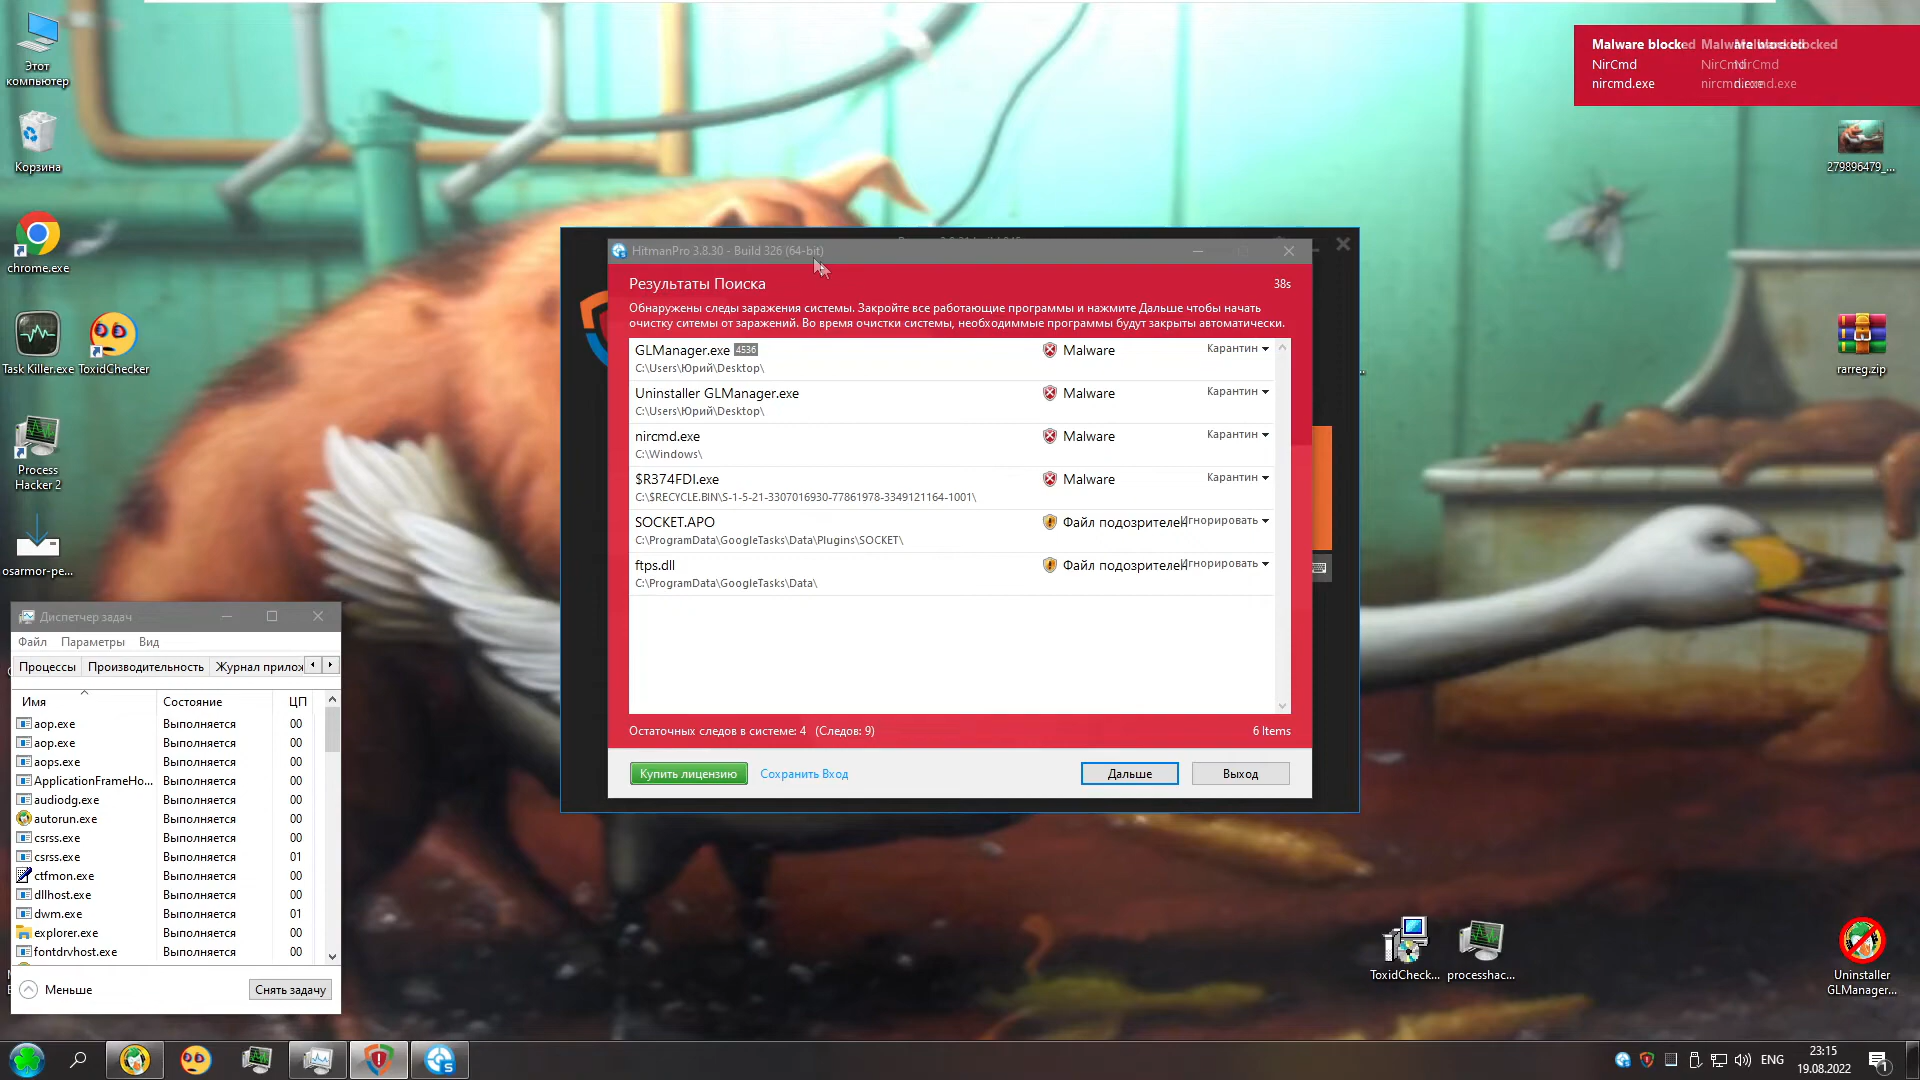 Этот
компьютер
Корзина
chrome.exe
Task Killer.exe
ToxidChecker
Process
Hacker 2
osarmor-pe...
Malware blocked
NirCmd
nircmd.exe
279896479_...
rarreg.zip
HitmanPro 3.8.30 - Build 326 (64-bit)
Результаты Поиска
38s
Обнаружены следы заражения системы. Закройте все работающие программы и нажмите Дальше чтобы начать
очистку ситемы от заражений. Во время очистки системы, необходиммые программы будут закрыты автоматически.
GLManager.exe 4536
Malware
Карантин
C:\Users\Юрий\Desktop\
Uninstaller GLManager.exe
Malware
Карантин
C:\Users\Юрий\Desktop\
nircmd.exe
Malware
Карантин
C:\Windows\
$R374FDI.exe
Malware
Карантин
C:\$RECYCLE.BIN\S-1-5-21-3307016930-77861978-3349121164-1001\
SOCKET.APO
Файл подозрителен
Игнорировать
C:\ProgramData\GoogleTasks\Data\Plugins\SOCKET\
ftps.dll
Файл подозрителен
Игнорировать
C:\ProgramData\GoogleTasks\Data\
Остаточных следов в системе: 4 (Следов: 9)
6 Items
Купить лицензию
Сохранить Вход
Дальше
Выход
Диспетчер задач
Файл Параметры Вид
Процессы Производительность Журнал прилож
Имя Состояние ЦП
aop.exe Выполняется 00
aop.exe Выполняется 00
aops.exe Выполняется 00
ApplicationFrameHo... Выполняется 00
audiodg.exe Выполняется 00
autorun.exe Выполняется 00
csrss.exe Выполняется 00
csrss.exe Выполняется 01
ctfmon.exe Выполняется 00
dllhost.exe Выполняется 00
dwm.exe Выполняется 01
explorer.exe Выполняется 00
fontdrvhost.exe Выполняется 00
Меньше
Снять задачу
ToxidCheck...
processhac...
Uninstaller
GLManager...
ENG
23:15
19.08.2022
1